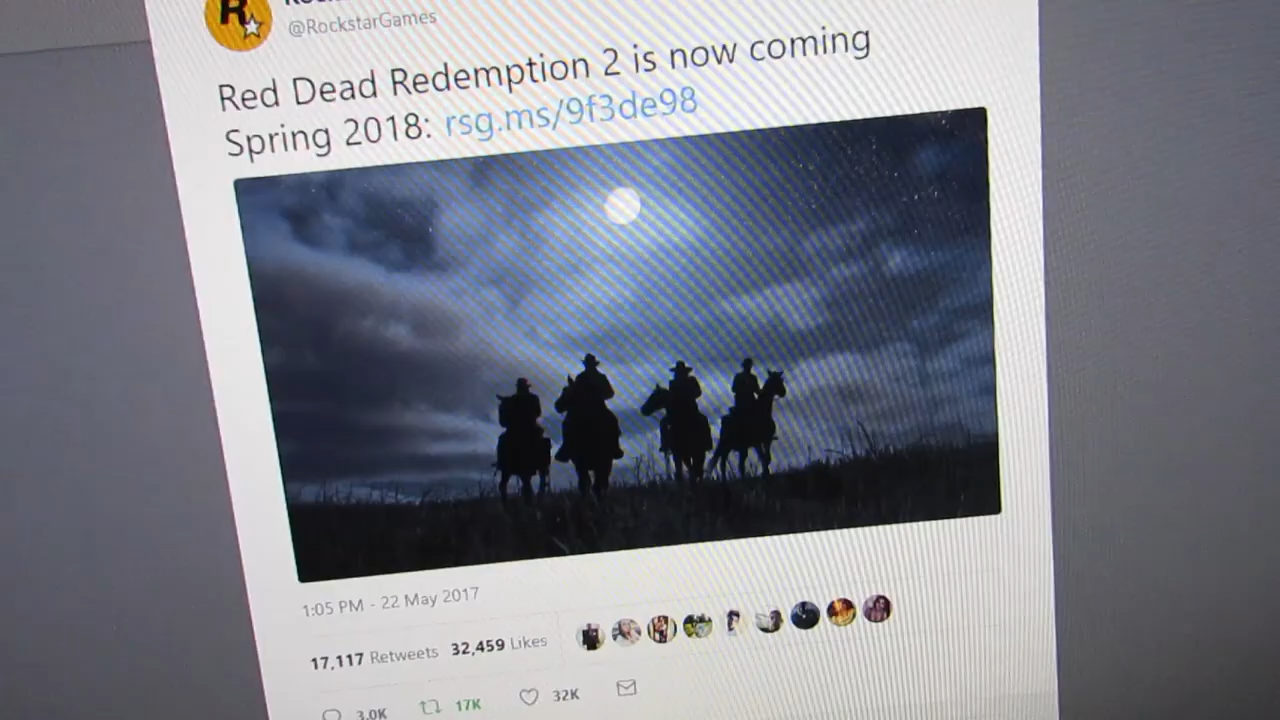 R
@RockstarGames
Red Dead Redemption 2 is now coming
Spring 2018: rsg.ms/9f3de98
1:05 PM - 22 May 2017
17,117 Retweets 32,459 Likes
3.0K 17K 32K